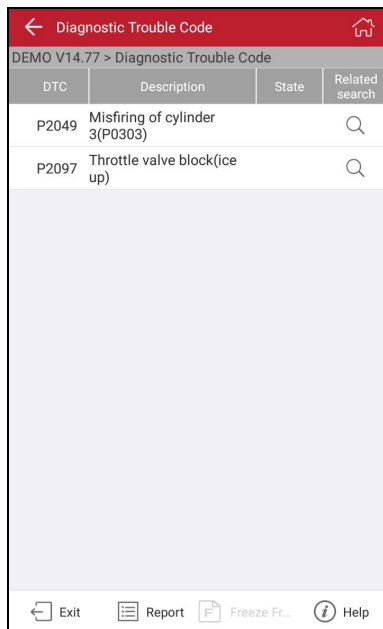 Diagnostic Trouble Code
DEMO V14.77 > Diagnostic Trouble Code
DTC Description State Related search
P2049 Misfiring of cylinder 3(P0303)
P2097 Throttle valve block(ice up)
Exit Report F Freeze Fr... i Help